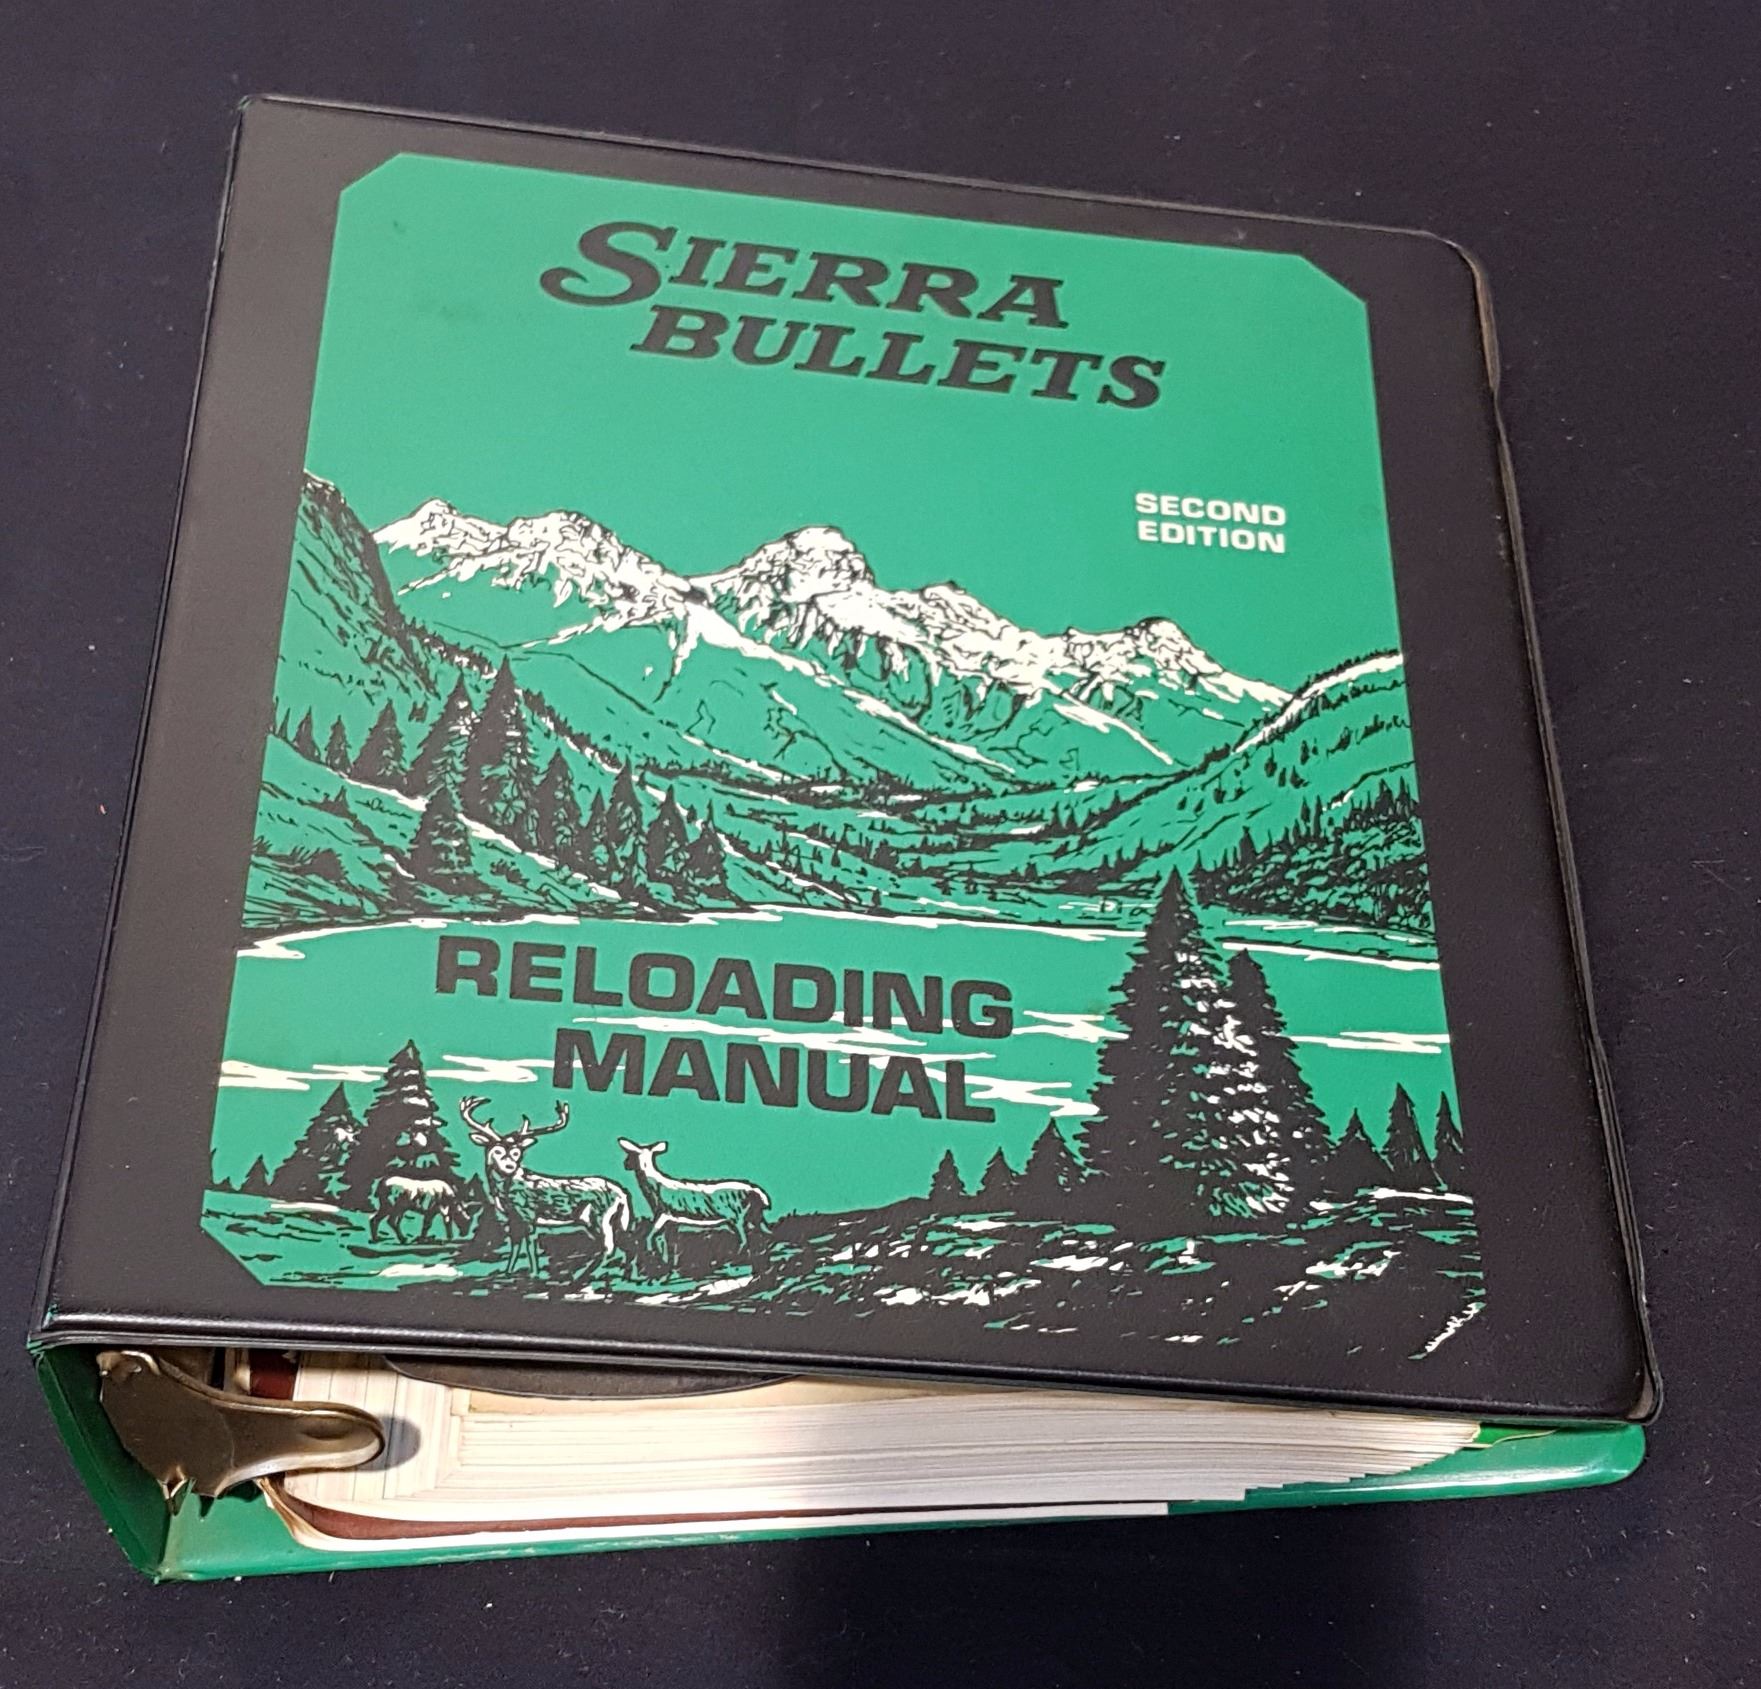 SIERRA
BULLETS
SECOND
EDITION
RELOADING
MANUAL